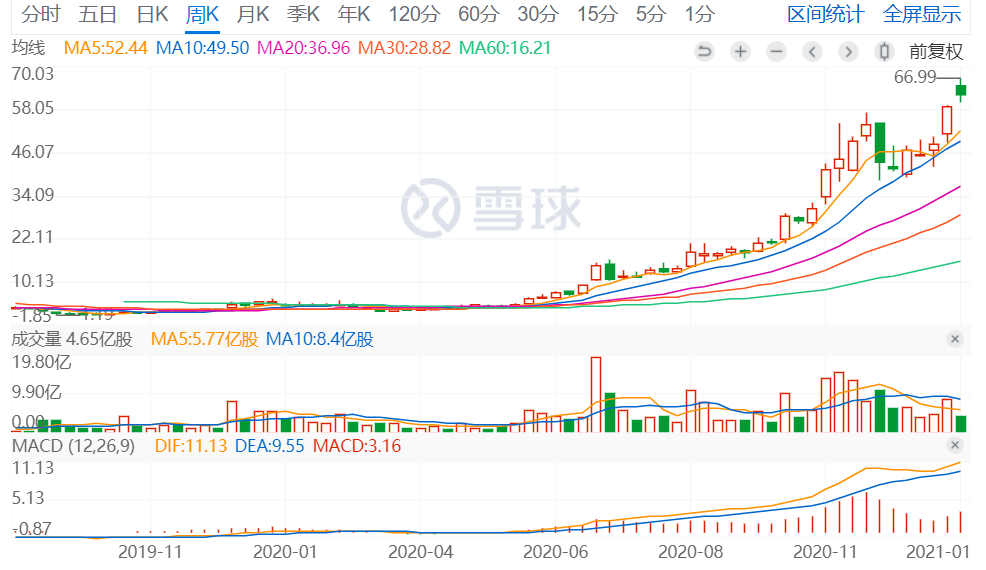 分时 五日 日K 周K 月K 季K 年K 120分 60分 30分 15分 5分 1分 区间统计 全屏显示
均线 MA5:52.44 MA10:49.50 MA20:36.96 MA30:28.82 MA60:16.21 前复权
70.03
66.99
58.05
46.07
34.09
雪球
22.11
10.13
-1.85 1.19
成交量 4.65亿股 MA5:5.77亿股 MA10:8.4亿股
19.80亿
9.90亿
0.00
MACD (12,26,9) DIF:11.13 DEA:9.55 MACD:3.16
11.13
5.13
-0.87
2019-11 2020-01 2020-04 2020-06 2020-08 2020-11 2021-01